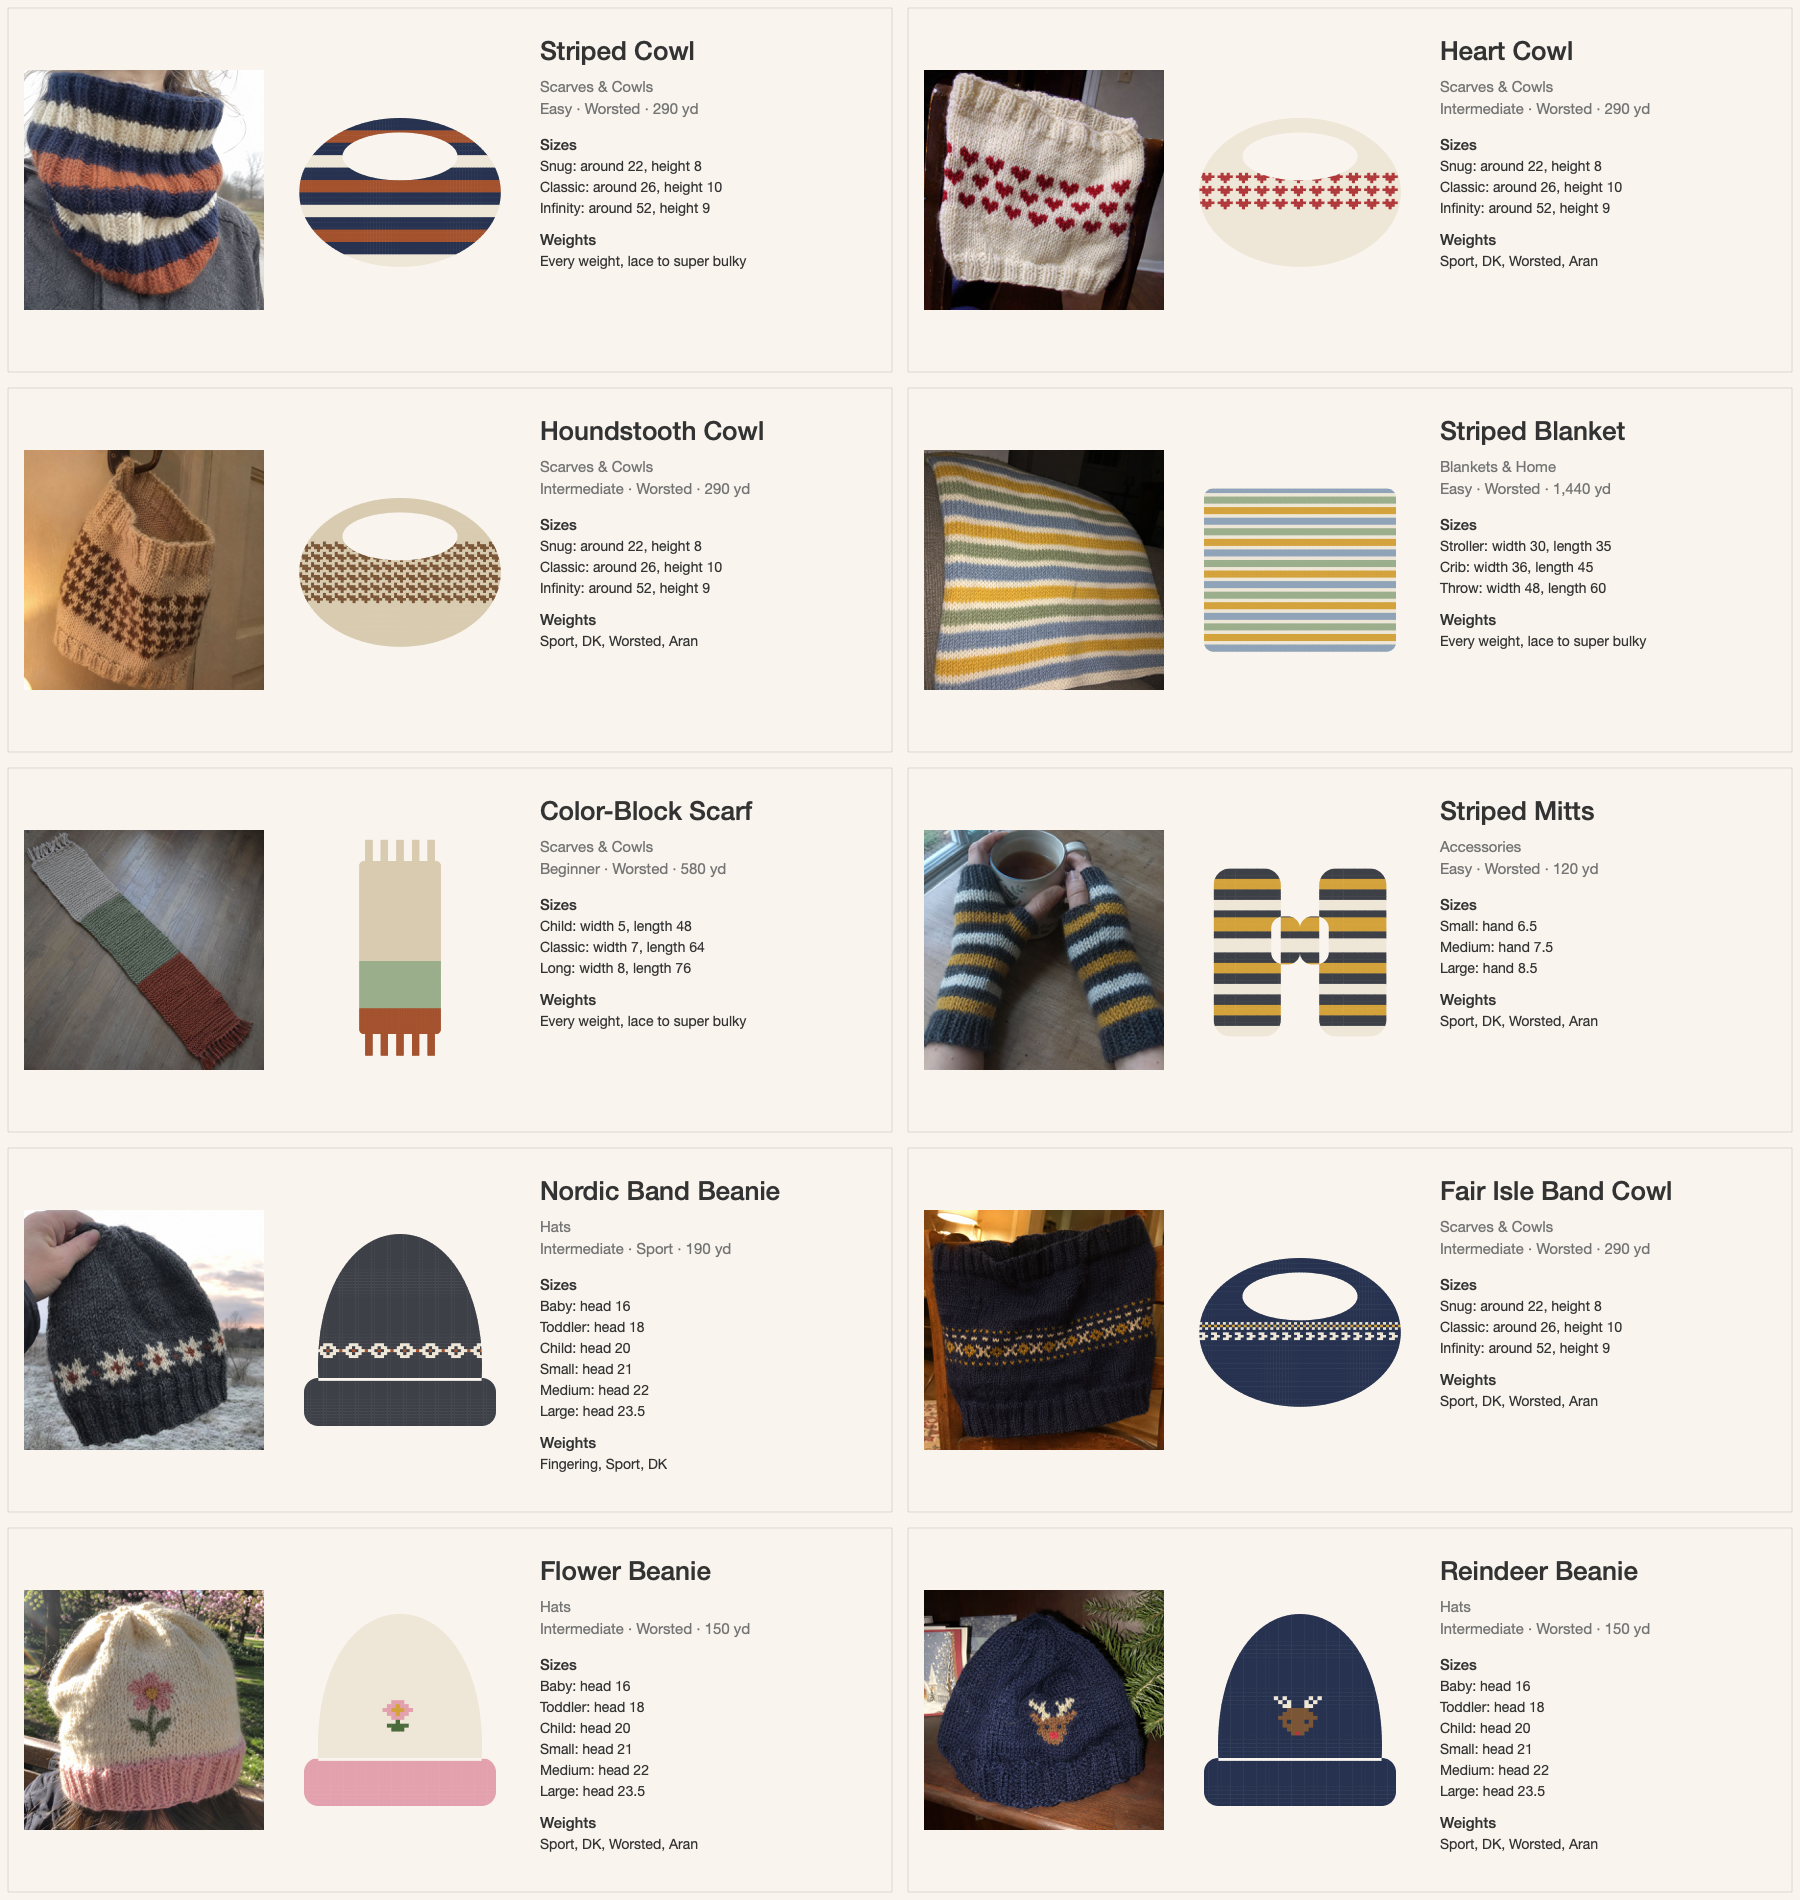 Striped Cowl
Scarves & Cowls
Easy · Worsted · 290 yd
Sizes
Snug: around 22, height 8
Classic: around 26, height 10
Infinity: around 52, height 9
Weights
Every weight, lace to super bulky
Heart Cowl
Scarves & Cowls
Intermediate · Worsted · 290 yd
Sizes
Snug: around 22, height 8
Classic: around 26, height 10
Infinity: around 52, height 9
Weights
Sport, DK, Worsted, Aran
Houndstooth Cowl
Scarves & Cowls
Intermediate · Worsted · 290 yd
Sizes
Snug: around 22, height 8
Classic: around 26, height 10
Infinity: around 52, height 9
Weights
Sport, DK, Worsted, Aran
Striped Blanket
Blankets & Home
Easy · Worsted · 1,440 yd
Sizes
Stroller: width 30, length 35
Crib: width 36, length 45
Throw: width 48, length 60
Weights
Every weight, lace to super bulky
Color-Block Scarf
Scarves & Cowls
Beginner · Worsted · 580 yd
Sizes
Child: width 5, length 48
Classic: width 7, length 64
Long: width 8, length 76
Weights
Every weight, lace to super bulky
Striped Mitts
Accessories
Easy · Worsted · 120 yd
Sizes
Small: hand 6.5
Medium: hand 7.5
Large: hand 8.5
Weights
Sport, DK, Worsted, Aran
Nordic Band Beanie
Hats
Intermediate · Sport · 190 yd
Sizes
Baby: head 16
Toddler: head 18
Child: head 20
Small: head 21
Medium: head 22
Large: head 23.5
Weights
Fingering, Sport, DK
Fair Isle Band Cowl
Scarves & Cowls
Intermediate · Worsted · 290 yd
Sizes
Snug: around 22, height 8
Classic: around 26, height 10
Infinity: around 52, height 9
Weights
Sport, DK, Worsted, Aran
Flower Beanie
Hats
Intermediate · Worsted · 150 yd
Sizes
Baby: head 16
Toddler: head 18
Child: head 20
Small: head 21
Medium: head 22
Large: head 23.5
Weights
Sport, DK, Worsted, Aran
Reindeer Beanie
Hats
Intermediate · Worsted · 150 yd
Sizes
Baby: head 16
Toddler: head 18
Child: head 20
Small: head 21
Medium: head 22
Large: head 23.5
Weights
Sport, DK, Worsted, Aran